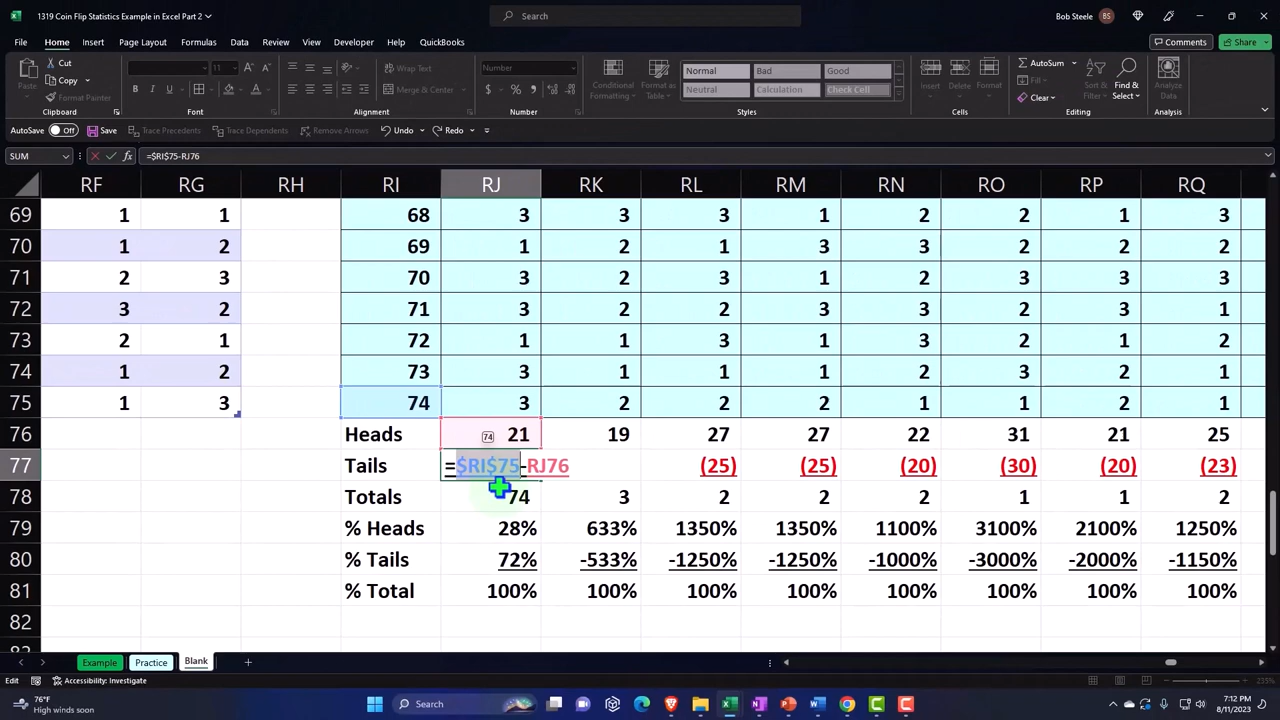 1319 Coin Flip Statistics Example in Excel Part 2
Search
Bob Steele
BS
File Home Insert Page Layout Formulas Data Review View Developer Automate Help QuickBooks
Comments Share
Cut
Copy
Format Painter
Paste
Clipboard
11
Font
Wrap Text
Merge & Center
Alignment
Number
Number
Conditional Formatting
Format as Table
Normal Bad Good
Neutral Calculation Check Cell
Styles
Insert Delete Format
Cells
AutoSum
Fill
Clear
Sort & Filter
Find & Select
Editing
Analyze Data
Analysis
AutoSave Off Save Trace Precedents Trace Dependents Remove Arrows Undo Redo
SUM =$RI$75-RJ76
RF RG RH RI RJ RK RL RM RN RO RP RQ
69 1 1 68 3 3 3 1 2 2 1 3
70 1 2 69 1 2 1 3 3 2 2 2
71 2 3 70 3 2 3 1 2 3 3 3
72 3 2 71 3 2 2 3 2 2 3 1
73 2 1 72 1 1 3 1 3 2 1 2
74 1 2 73 3 1 1 1 2 3 2 1
75 1 3 74 3 2 2 2 1 1 2 1
76 Heads 74 21 19 27 27 22 31 21 25
77 Tails =$RI$75-RJ76 (25) (25) (20) (30) (20) (23)
78 Totals 74 3 2 2 2 1 1 2
79 % Heads 28% 633% 1350% 1350% 1100% 3100% 2100% 1250%
80 % Tails 72% -533% -1250% -1250% -1000% -3000% -2000% -1150%
81 % Total 100% 100% 100% 100% 100% 100% 100% 100%
82
83
Example Practice Blank
Edit Accessibility: Investigate
235%
76°F
High winds soon
Search
7:12 PM
8/11/2023